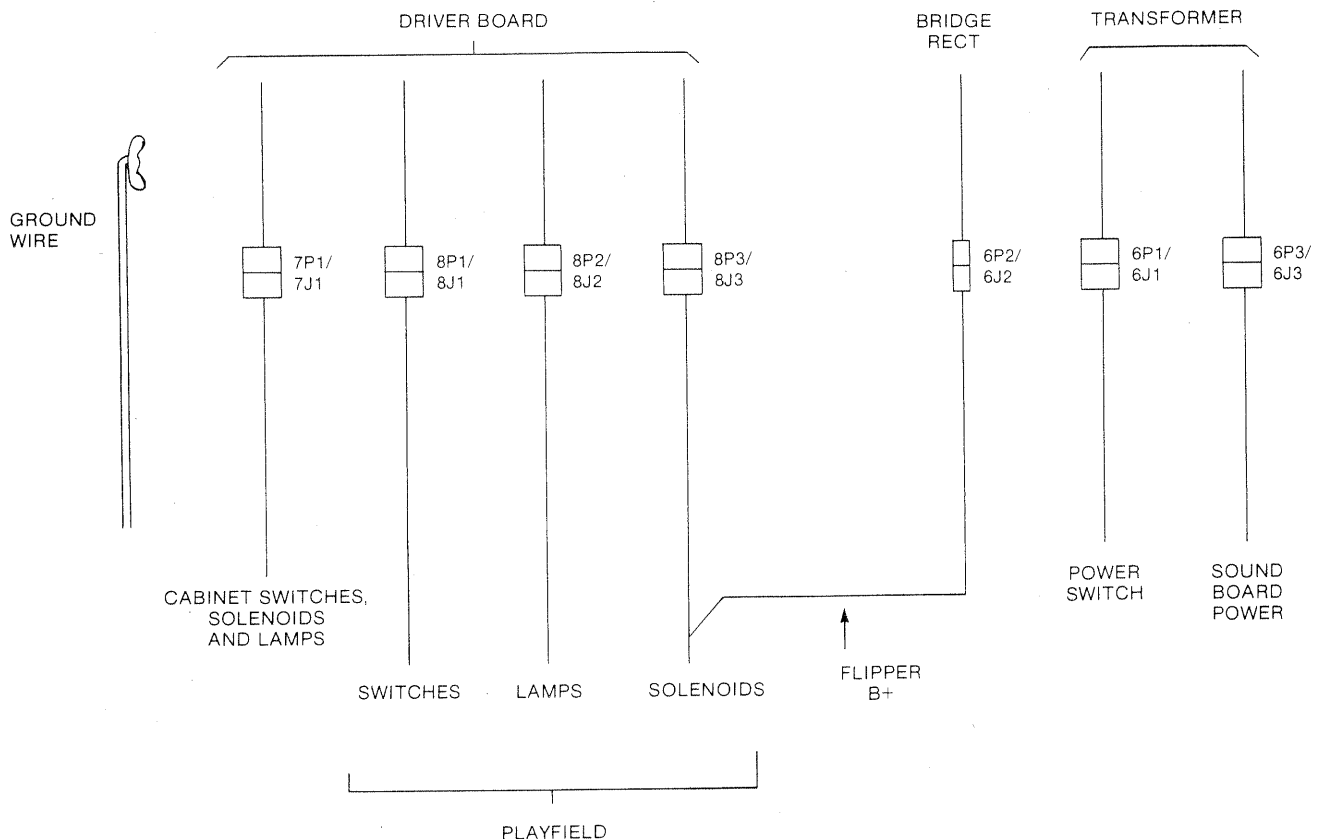 DRIVER BOARD
BRIDGE
RECT
TRANSFORMER
GROUND
WIRE
7P1/
7J1
8P1/
8J1
8P2/
8J2
8P3/
8J3
6P2/
6J2
6P1/
6J1
6P3/
6J3
CABINET SWITCHES,
SOLENOIDS
AND LAMPS
SWITCHES
LAMPS
SOLENOIDS
FLIPPER
B+
POWER
SWITCH
SOUND
BOARD
POWER
PLAYFIELD